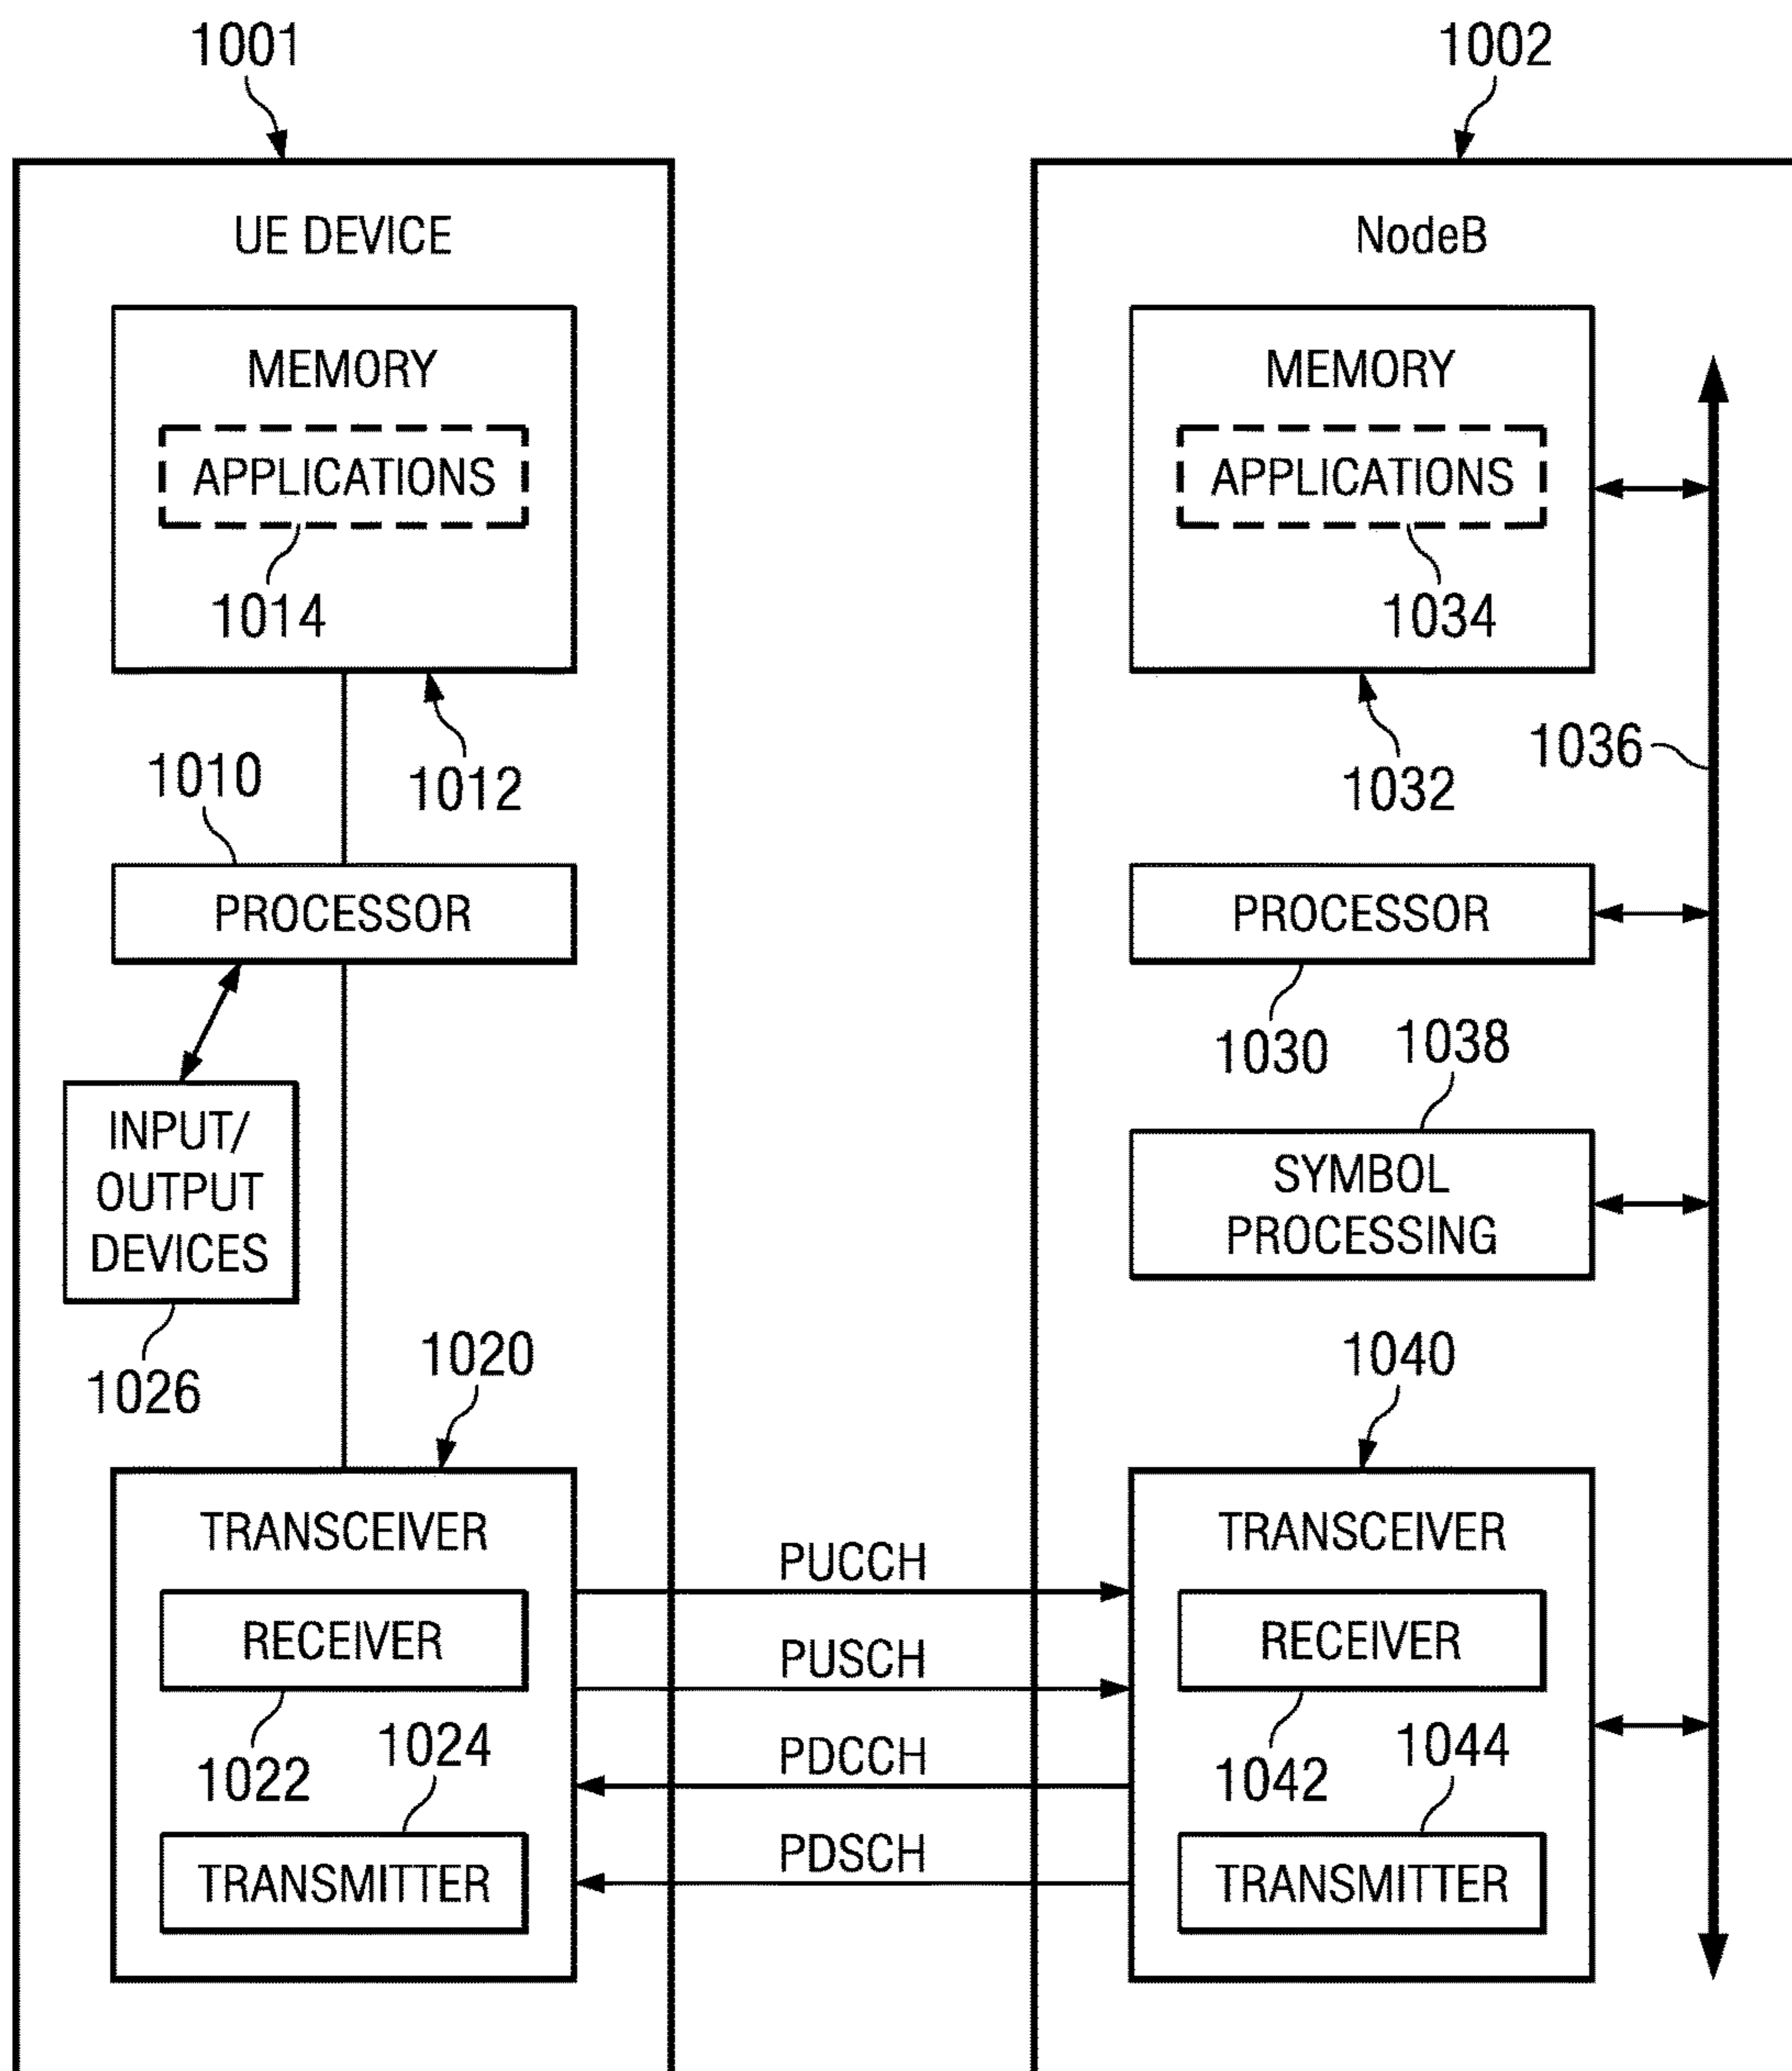 1001
1002
UE DEVICE
NodeB
MEMORY
APPLICATIONS
1014
1012
MEMORY
APPLICATIONS
1034
1032
1036
1010
PROCESSOR
PROCESSOR
1030
INPUT/
OUTPUT
DEVICES
1026
1038
SYMBOL
PROCESSING
1020
TRANSCEIVER
RECEIVER
1022
1024
TRANSMITTER
PUCCH
PUSCH
PDCCH
PDSCH
1040
TRANSCEIVER
RECEIVER
1042
1044
TRANSMITTER